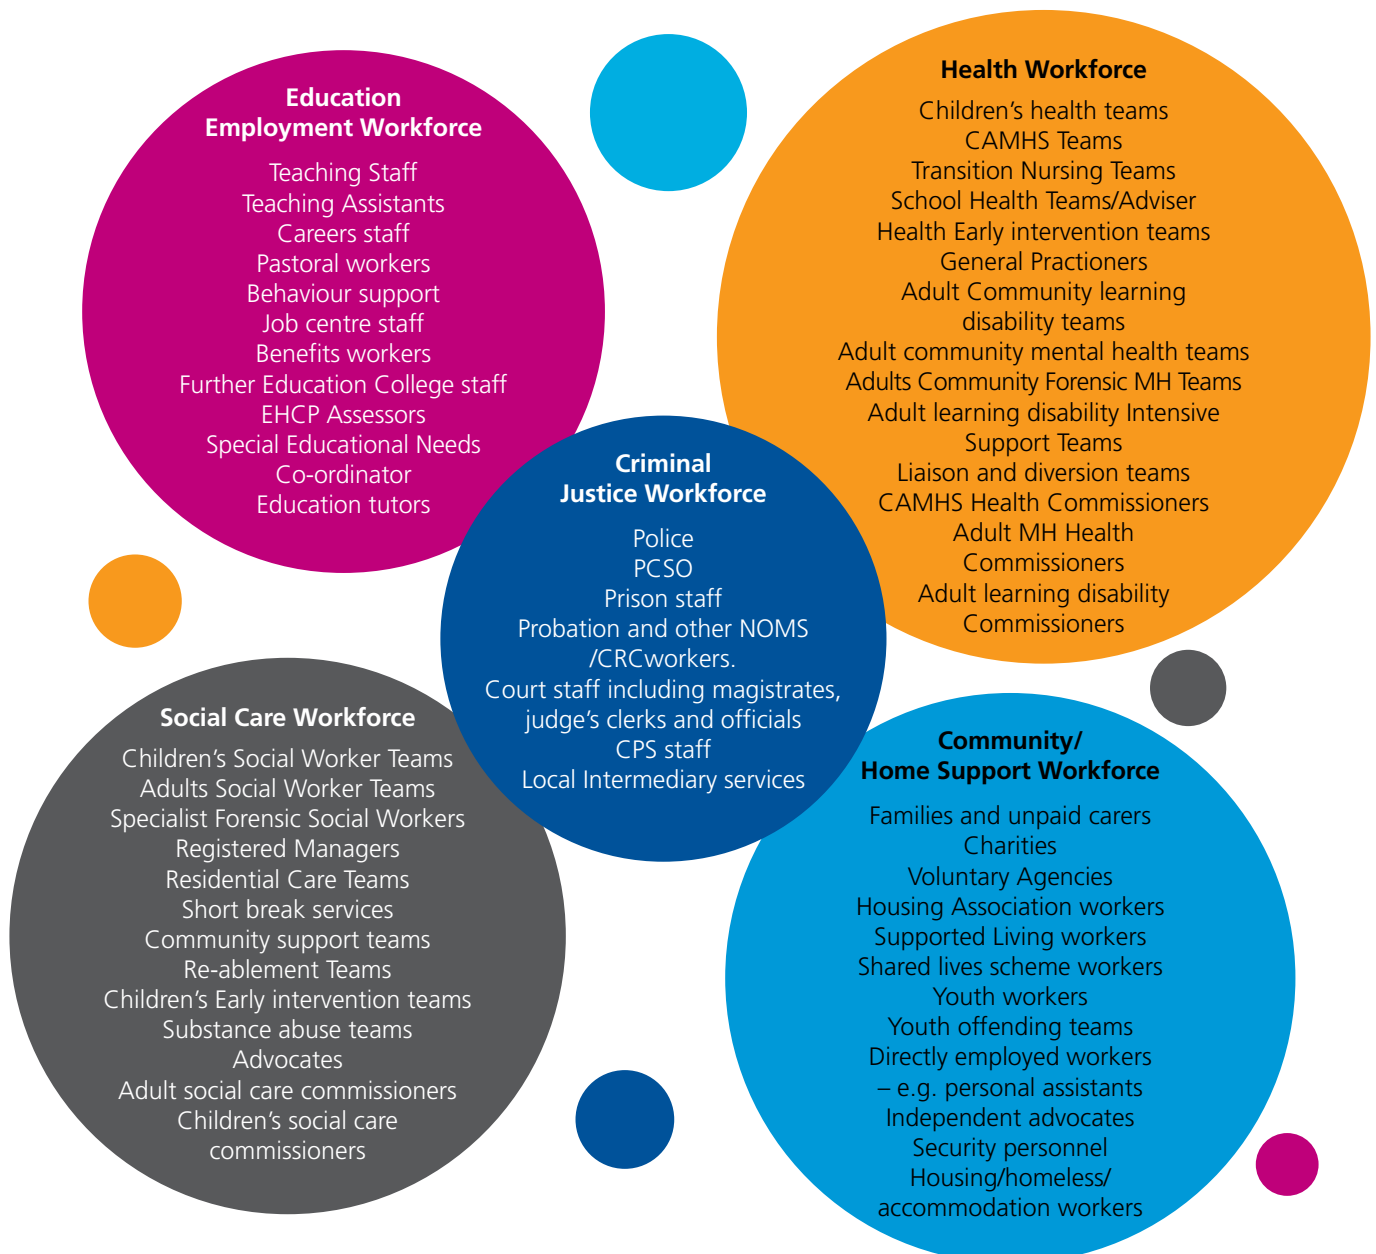 Education
Employment Workforce
Teaching Staff
Teaching Assistants
Careers staff
Pastoral workers
Behaviour support
Job centre staff
Benefits workers
Further Education College staff
EHCP Assessors
Special Educational Needs
Co-ordinator
Education tutors
Health Workforce
Children’s health teams
CAMHS Teams
Transition Nursing Teams
School Health Teams/Adviser
Health Early intervention teams
General Practioners
Adult Community learning
disability teams
Adult community mental health teams
Adults Community Forensic MH Teams
Adult learning disability Intensive
Support Teams
Liaison and diversion teams
CAMHS Health Commissioners
Adult MH Health
Commissioners
Adult learning disability
Commissioners
Criminal
Justice Workforce
Police
PCSO
Prison staff
Probation and other NOMS
/CRCworkers.
Court staff including magistrates,
judge’s clerks and officials
CPS staff
Local Intermediary services
Social Care Workforce
Children’s Social Worker Teams
Adults Social Worker Teams
Specialist Forensic Social Workers
Registered Managers
Residential Care Teams
Short break services
Community support teams
Re-ablement Teams
Children’s Early intervention teams
Substance abuse teams
Advocates
Adult social care commissioners
Children’s social care
commissioners
Community/
Home Support Workforce
Families and unpaid carers
Charities
Voluntary Agencies
Housing Association workers
Supported Living workers
Shared lives scheme workers
Youth workers
Youth offending teams
Directly employed workers
– e.g. personal assistants
Independent advocates
Security personnel
Housing/homeless/
accommodation workers